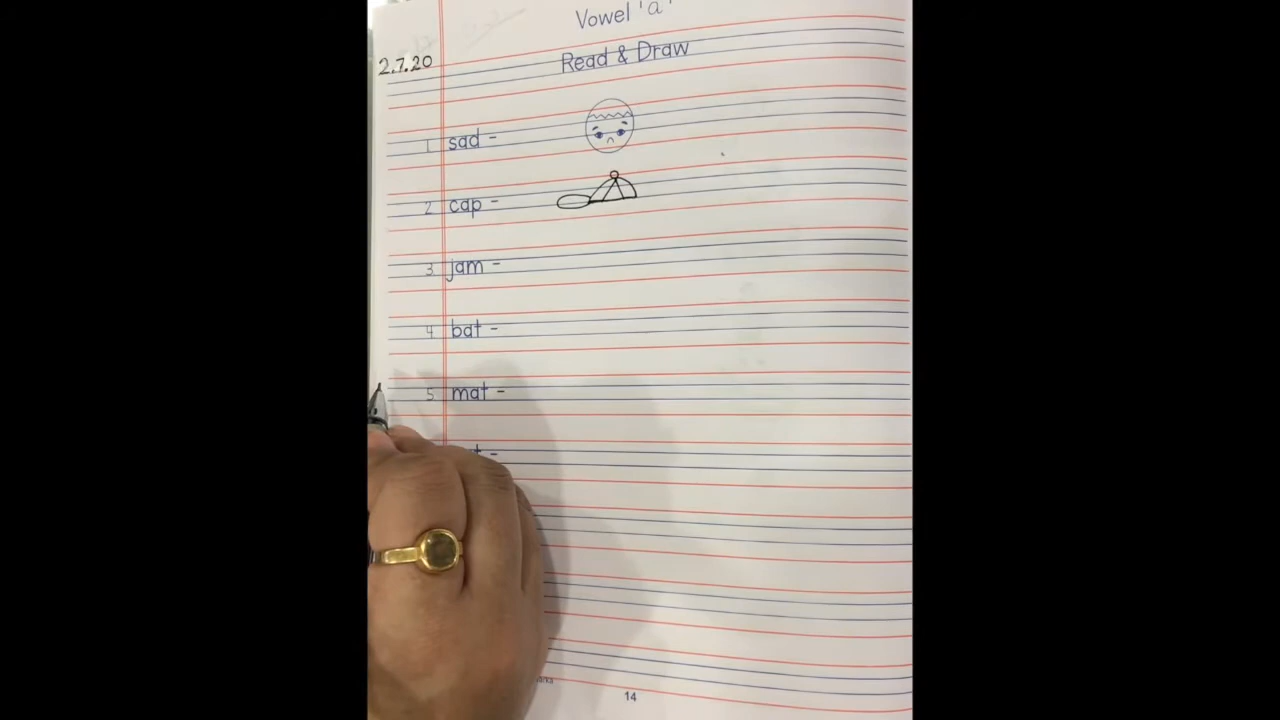 Vowel 'a'
2.7.20
Read & Draw
1 sad -
2 cap -
3 jam -
4 bat -
5 mat -
14